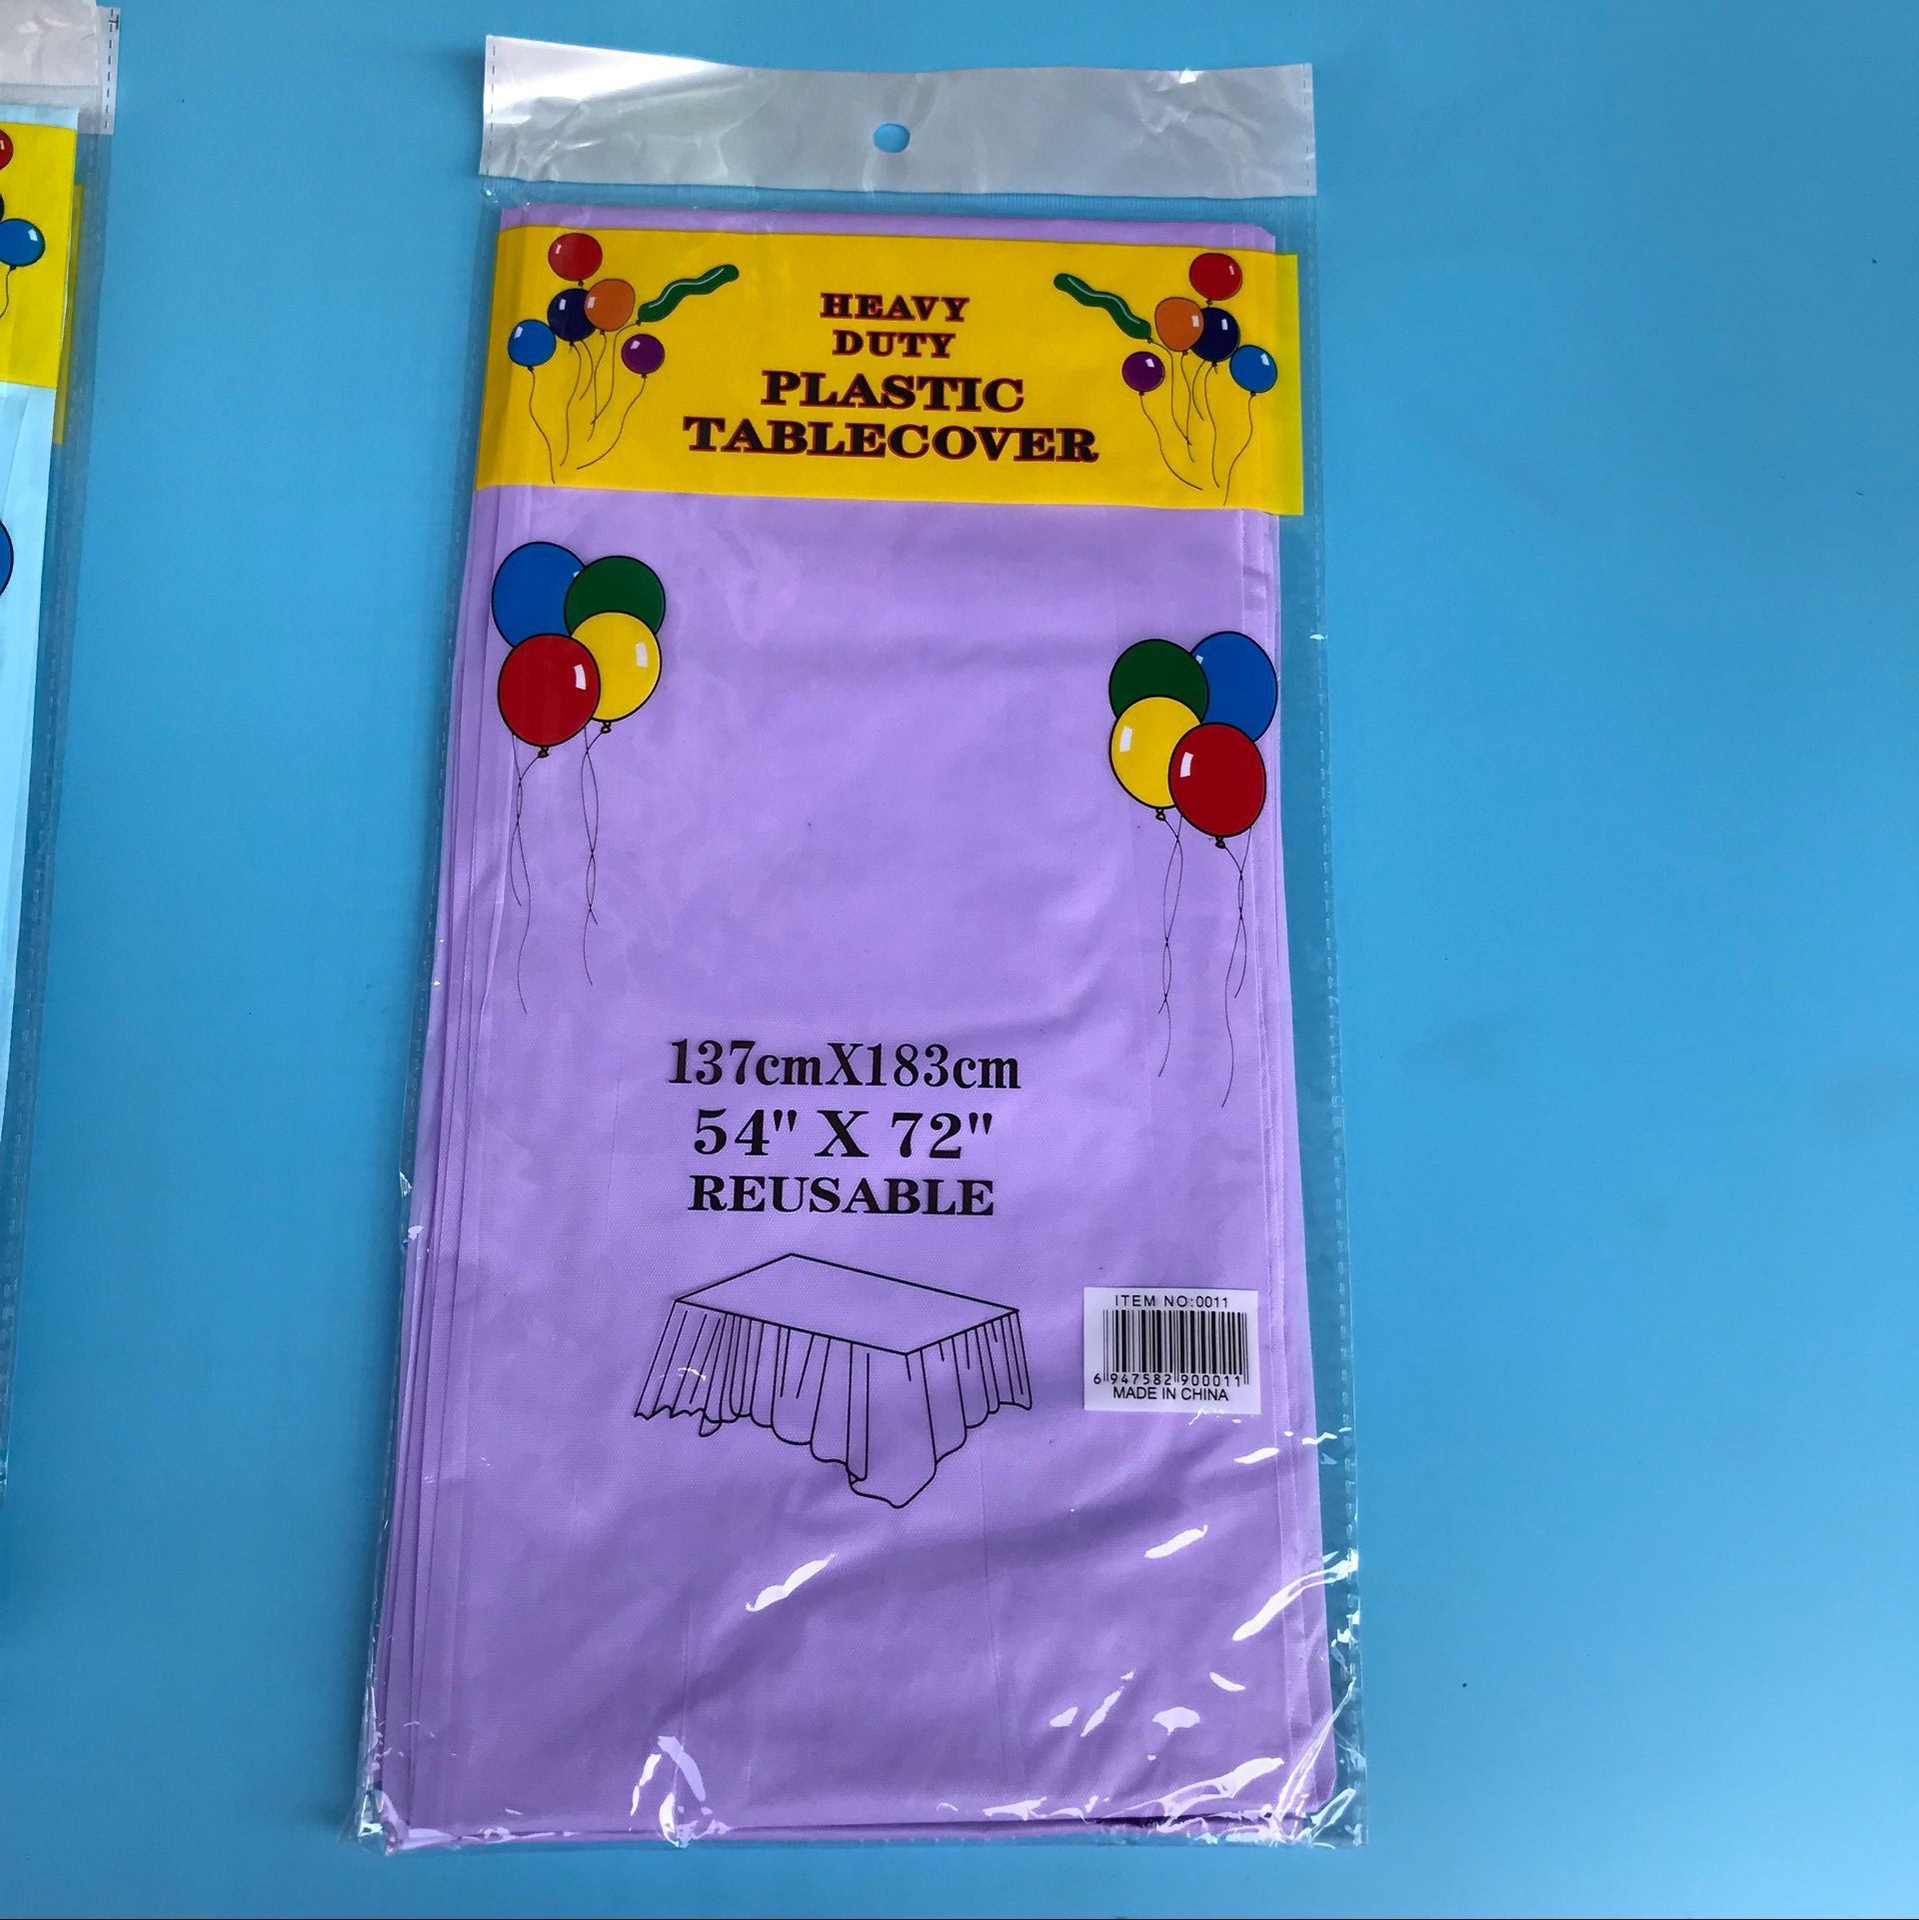 HEAVY
DUTY
PLASTIC
TABLECOVER
137cmX183cm
54" X 72"
REUSABLE
ITEM NO:0011
6 947582 900011
MADE IN CHINA